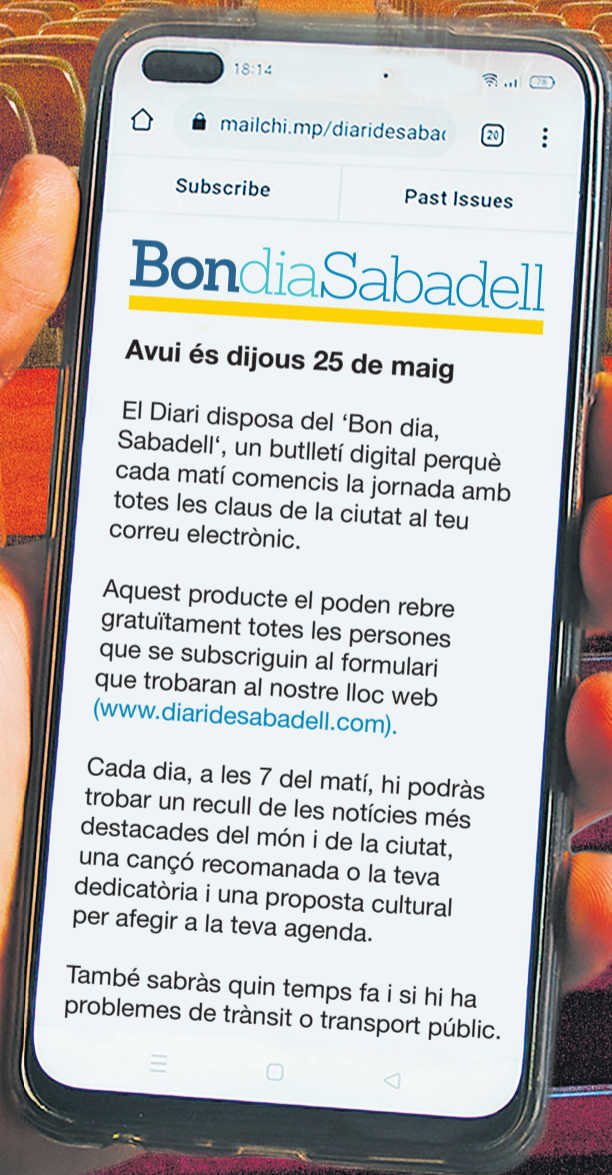 18:14
78
mailchi.mp/diaridesabac
20
Subscribe
Past Issues
BondiaSabadell
Avui és dijous 25 de maig
El Diari disposa del ‘Bon dia,
Sabadell‘, un butlletí digital perquè
cada matí comencis la jornada amb
totes les claus de la ciutat al teu
correu electrònic.
Aquest producte el poden rebre
gratuïtament totes les persones
que se subscriguin al formulari
que trobaran al nostre lloc web
(www.diaridesabadell.com).
Cada dia, a les 7 del matí, hi podràs
trobar un recull de les notícies més
destacades del món i de la ciutat,
una cançó recomanada o la teva
dedicatòria i una proposta cultural
per afegir a la teva agenda.
També sabràs quin temps fa i si hi ha
problemes de trànsit o transport públic.